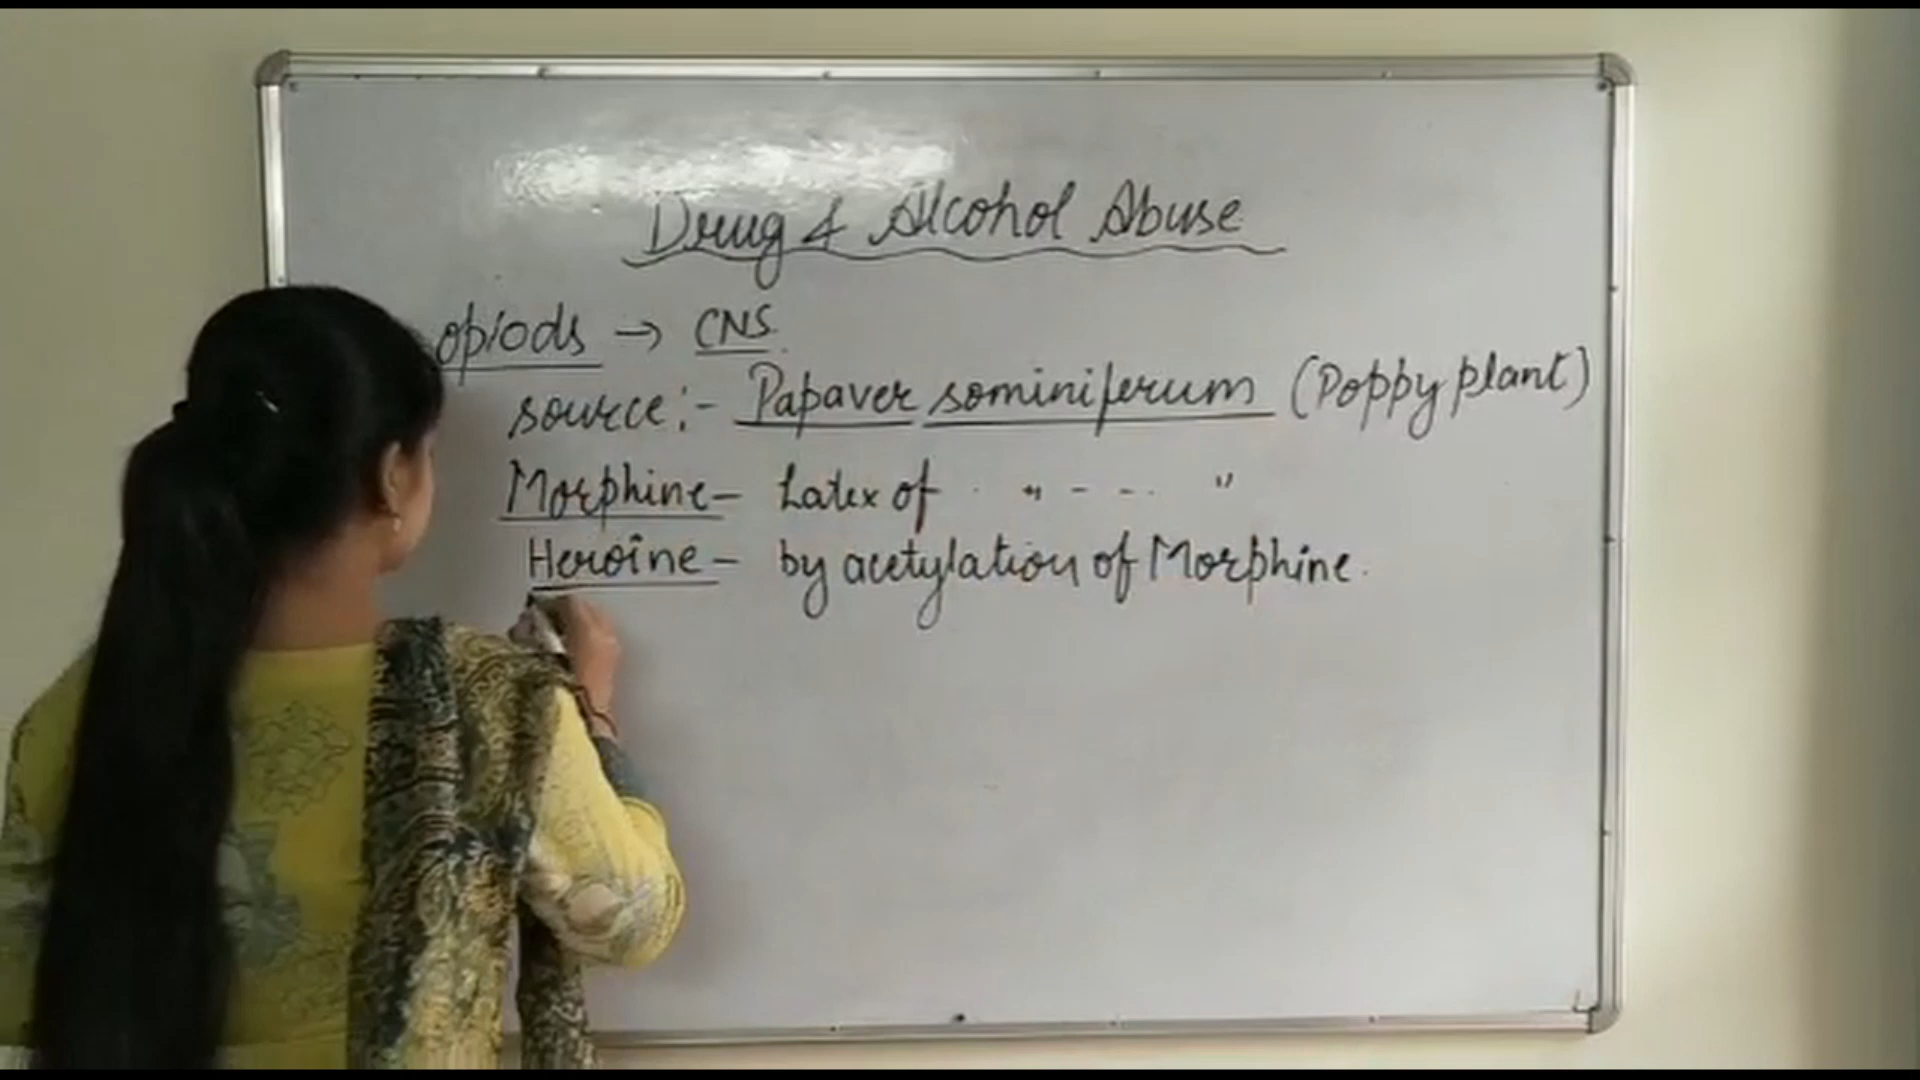 Drug & Alcohol Abuse
opiods → CNS.
source:- Papaver sominiferum (Poppy plant)
Morphine – Latex of " - - - "
Heroine – by acetylation of Morphine.